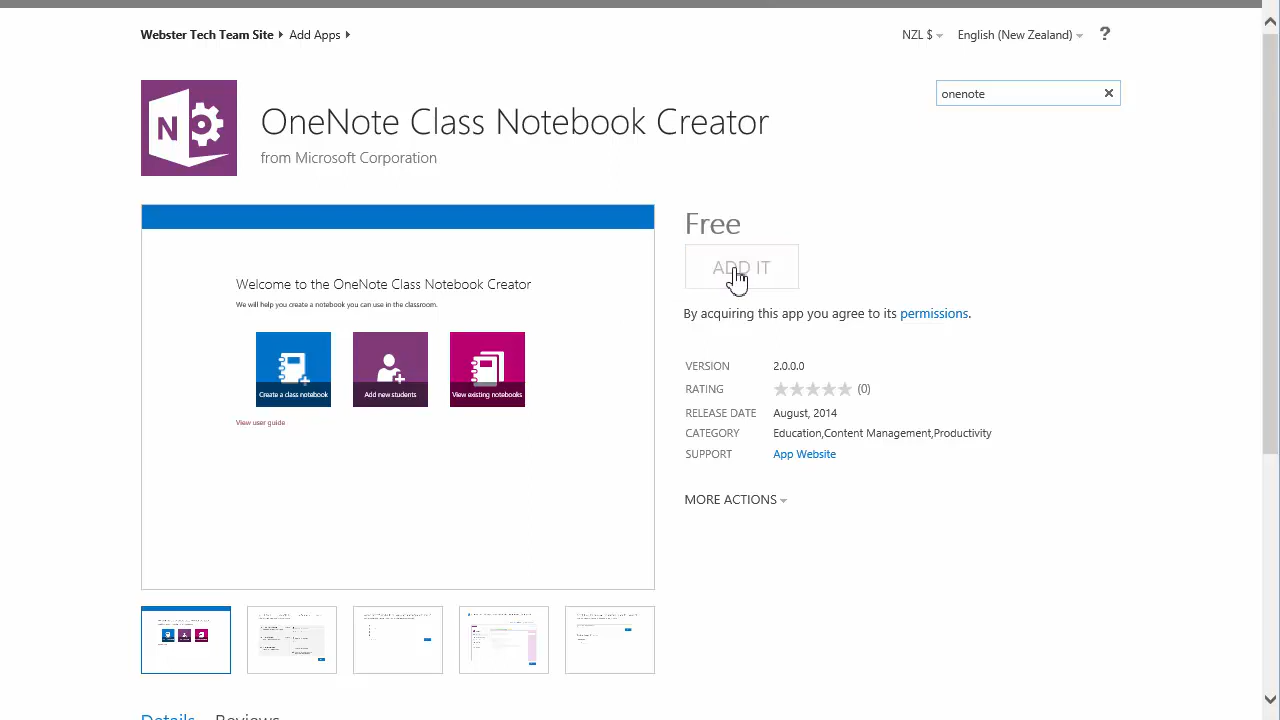 Webster Tech Team Site Add Apps
NZL $ English (New Zealand) ?
onenote
N
OneNote Class Notebook Creator
from Microsoft Corporation
Welcome to the OneNote Class Notebook Creator
We will help you create a notebook you can use in the classroom.
Create a class notebook Add new students View existing notebooks
View user guide
Free
ADD IT
By acquiring this app you agree to its permissions.
VERSION 2.0.0.0
RATING (0)
RELEASE DATE August, 2014
CATEGORY Education,Content Management,Productivity
SUPPORT App Website
MORE ACTIONS
Details Reviews